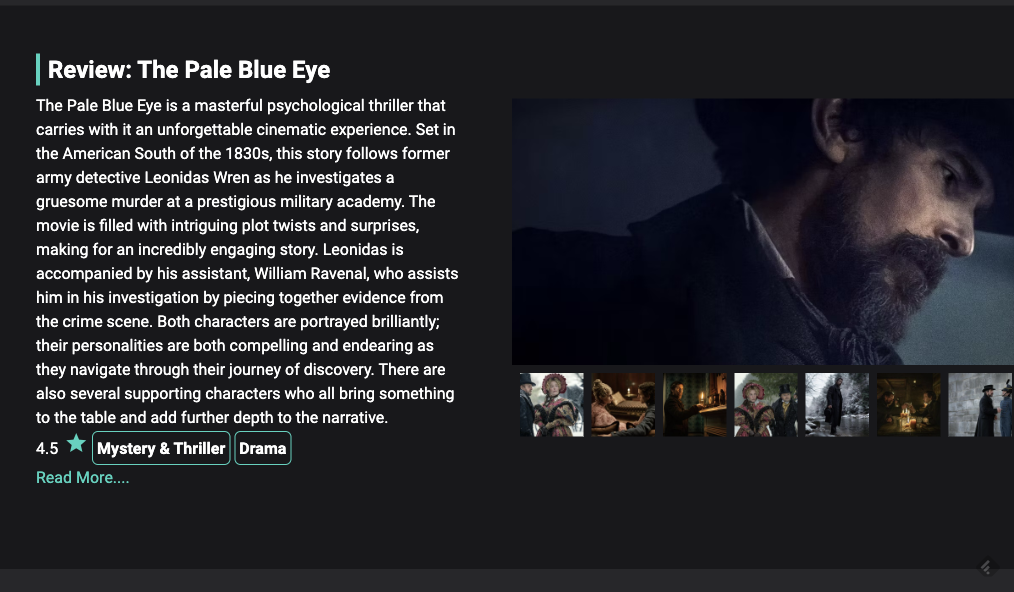 Review: The Pale Blue Eye
The Pale Blue Eye is a masterful psychological thriller that
carries with it an unforgettable cinematic experience. Set in
the American South of the 1830s, this story follows former
army detective Leonidas Wren as he investigates a
gruesome murder at a prestigious military academy. The
movie is filled with intriguing plot twists and surprises,
making for an incredibly engaging story. Leonidas is
accompanied by his assistant, William Ravenal, who assists
him in his investigation by piecing together evidence from
the crime scene. Both characters are portrayed brilliantly;
their personalities are both compelling and endearing as
they navigate through their journey of discovery. There are
also several supporting characters who all bring something
to the table and add further depth to the narrative.
4.5 Mystery & Thriller Drama
Read More....